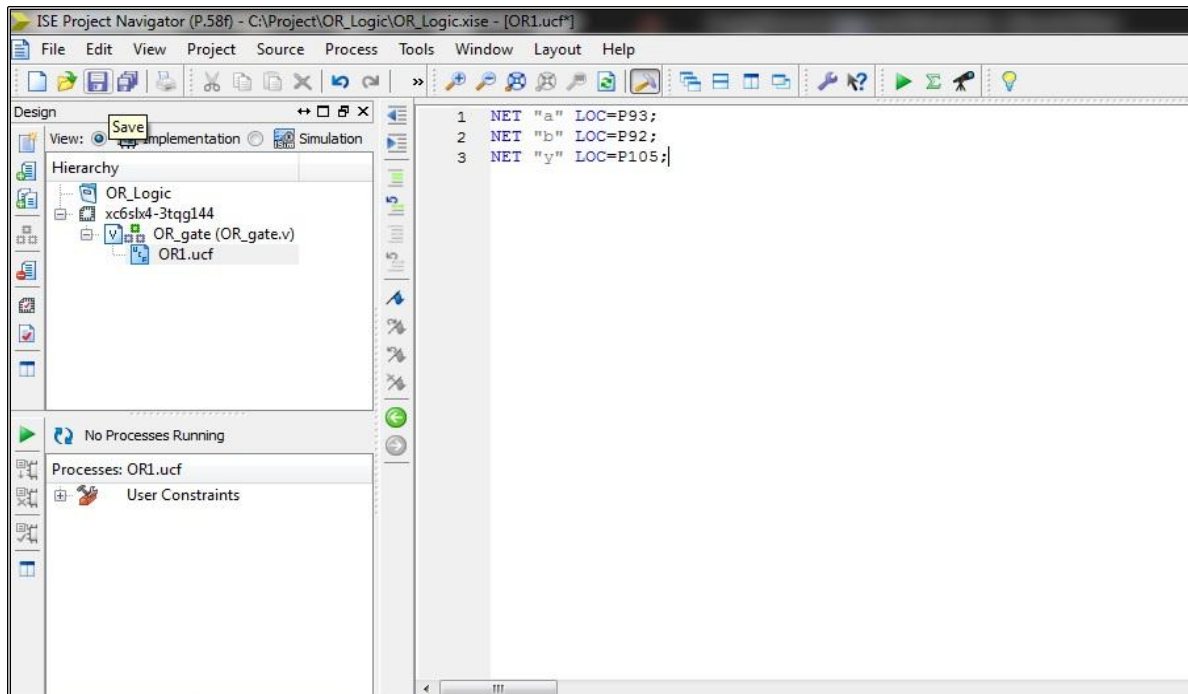 ISE Project Navigator (P.58f) - C:\Project\OR_Logic\OR_Logic.xise - [OR1.ucf*]
File Edit View Project Source Process Tools Window Layout Help
»
Design
Save
View: Implementation Simulation
Hierarchy
OR_Logic
xc6slx4-3tqg144
OR_gate (OR_gate.v)
OR1.ucf
No Processes Running
Processes: OR1.ucf
User Constraints
1 NET "a" LOC=P93;
2 NET "b" LOC=P92;
3 NET "y" LOC=P105;